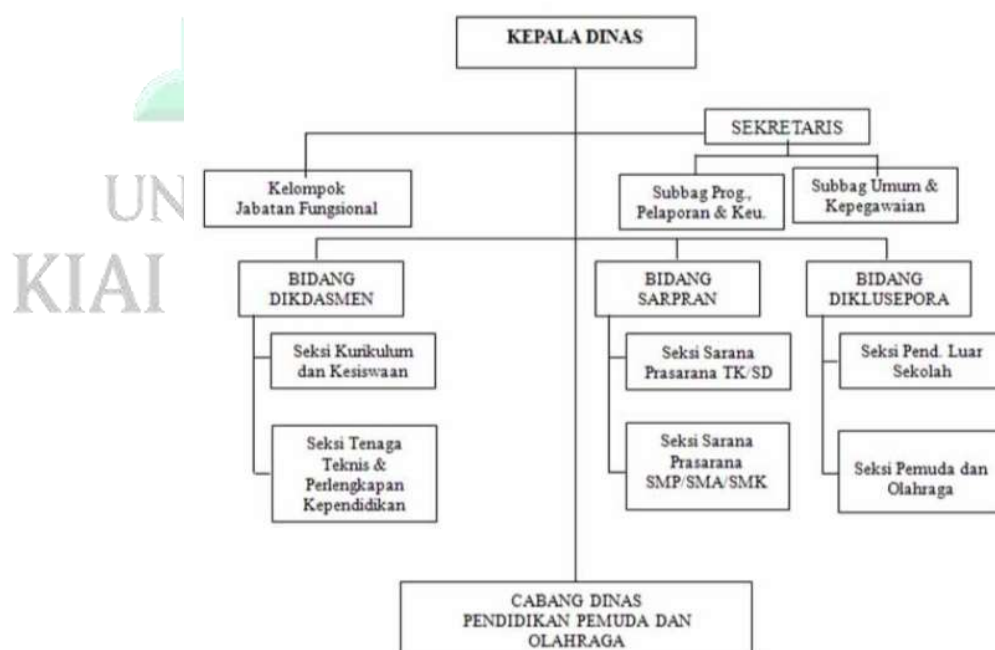 KEPALA DINAS
SEKRETARIS
Kelompok
Jabatan Fungsional
Subbag Prog.,
Pelaporan & Keu.
Subbag Umum &
Kepegawaian
BIDANG
DIKDASMEN
BIDANG
SARPRAN
BIDANG
DIKLUSEPORA
Seksi Kurikulum
dan Kesiswaan
Seksi Sarana
Prasarana TK/SD
Seksi Pend. Luar
Sekolah
Seksi Tenaga
Teknis &
Perlengkapan
Kependidikan
Seksi Sarana
Prasarana
SMP/SMA/SMK
Seksi Pemuda dan
Olahraga
CABANG DINAS
PENDIDIKAN PEMUDA DAN
OLAHRAGA
UN
KIAI